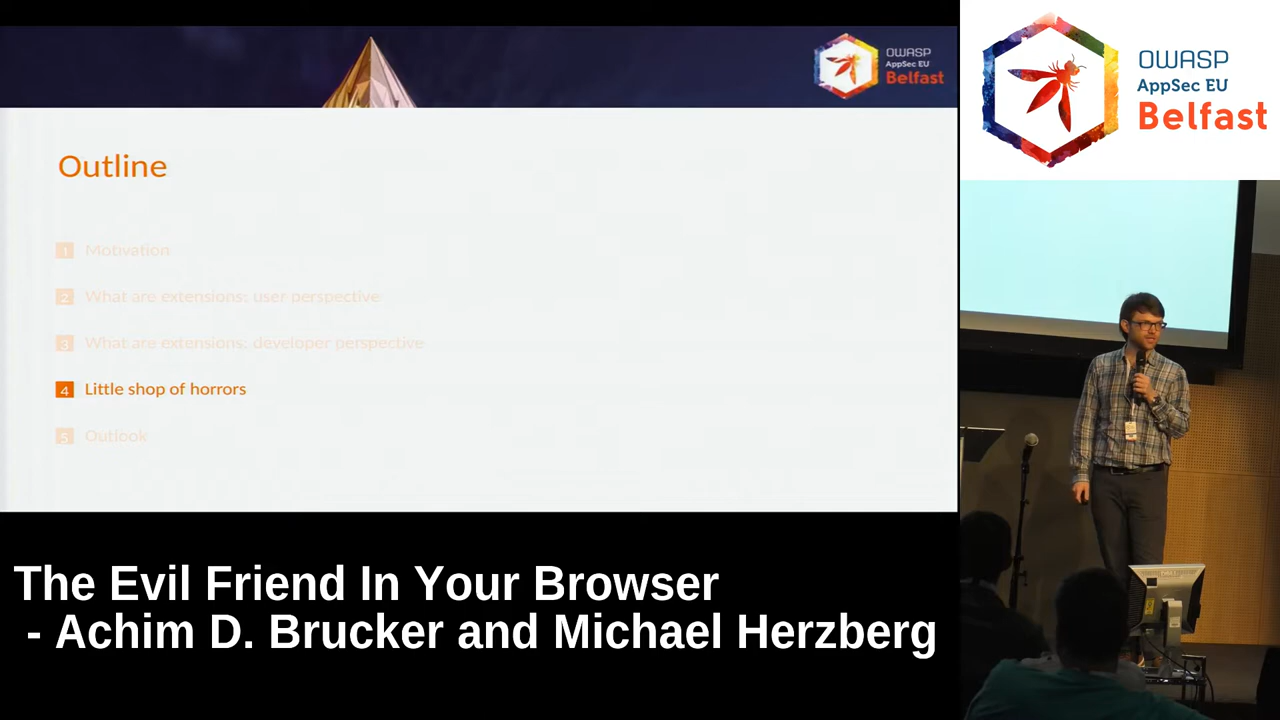 OWASP
AppSec EU
Belfast
OWASP
AppSec EU
Belfast
Outline
1 Motivation
2 What are extensions: user perspective
3 What are extensions: developer perspective
4 Little shop of horrors
5 Outlook
The Evil Friend In Your Browser
- Achim D. Brucker and Michael Herzberg
DELL